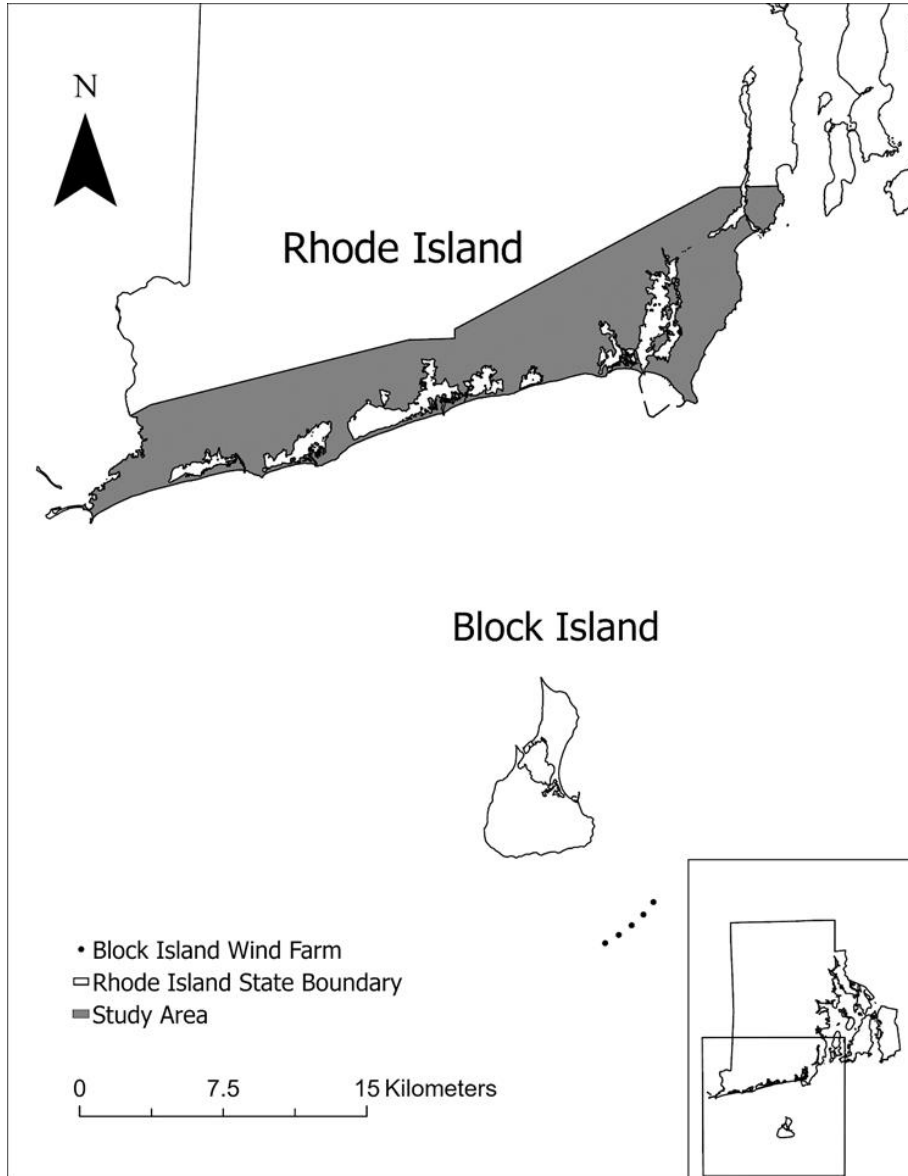 N
Rhode Island
Block Island
Block Island Wind Farm
Rhode Island State Boundary
Study Area
0 7.5 15 Kilometers